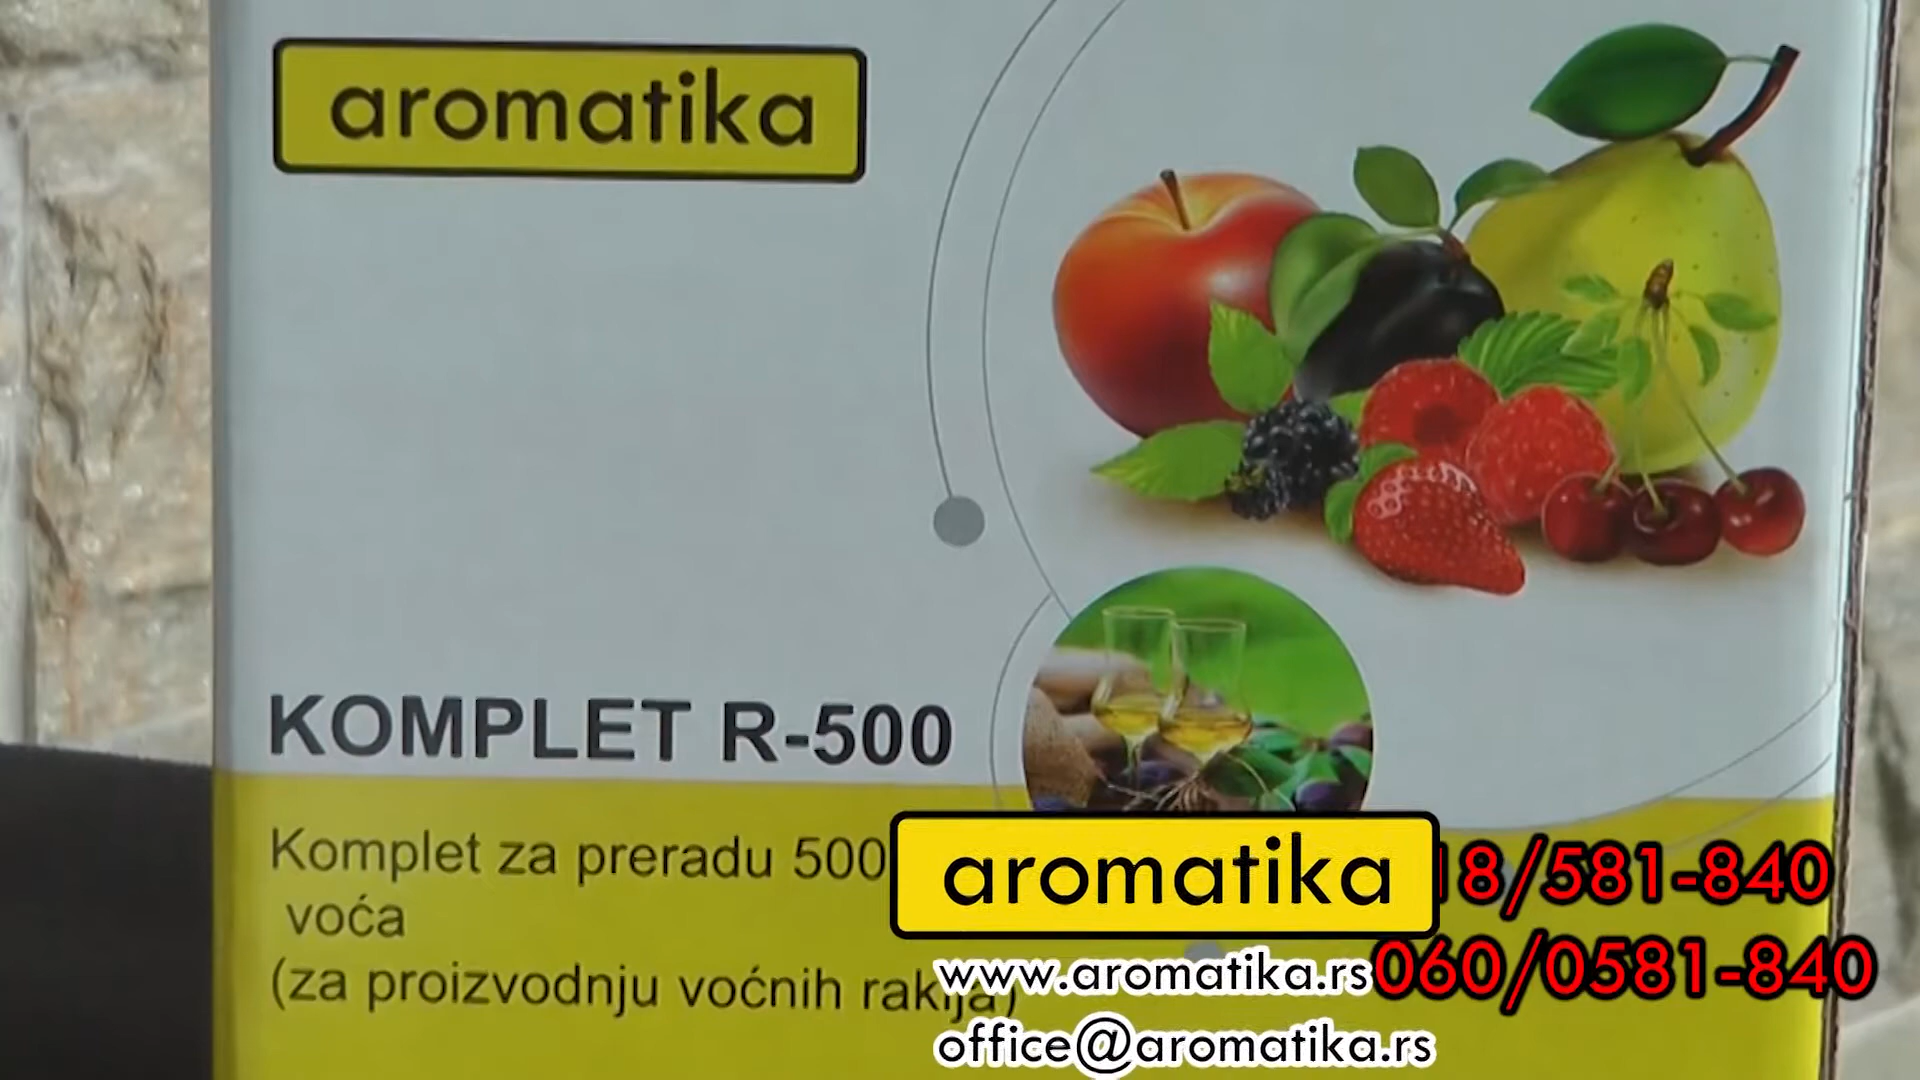 aromatika
KOMPLET R-500
Komplet za preradu 500
voća
(za proizvodnju voćnih rakija)
aromatika
18/581-840
www.aromatika.rs
060/0581-840
office@aromatika.rs